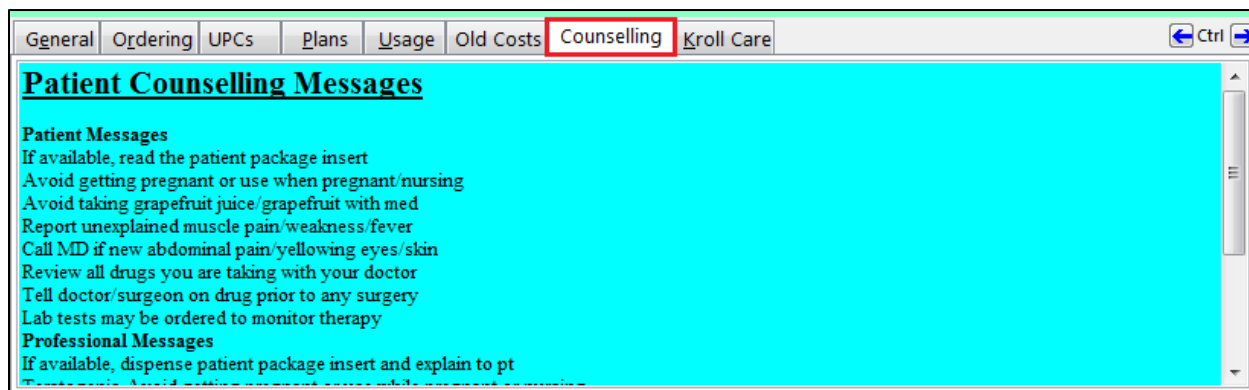 General Ordering UPCs Plans Usage Old Costs Counselling Kroll Care Ctrl
Patient Counselling Messages
Patient Messages
If available, read the patient package insert
Avoid getting pregnant or use when pregnant/nursing
Avoid taking grapefruit juice/grapefruit with med
Report unexplained muscle pain/weakness/fever
Call MD if new abdominal pain/yellowing eyes/skin
Review all drugs you are taking with your doctor
Tell doctor/surgeon on drug prior to any surgery
Lab tests may be ordered to monitor therapy
Professional Messages
If available, dispense patient package insert and explain to pt